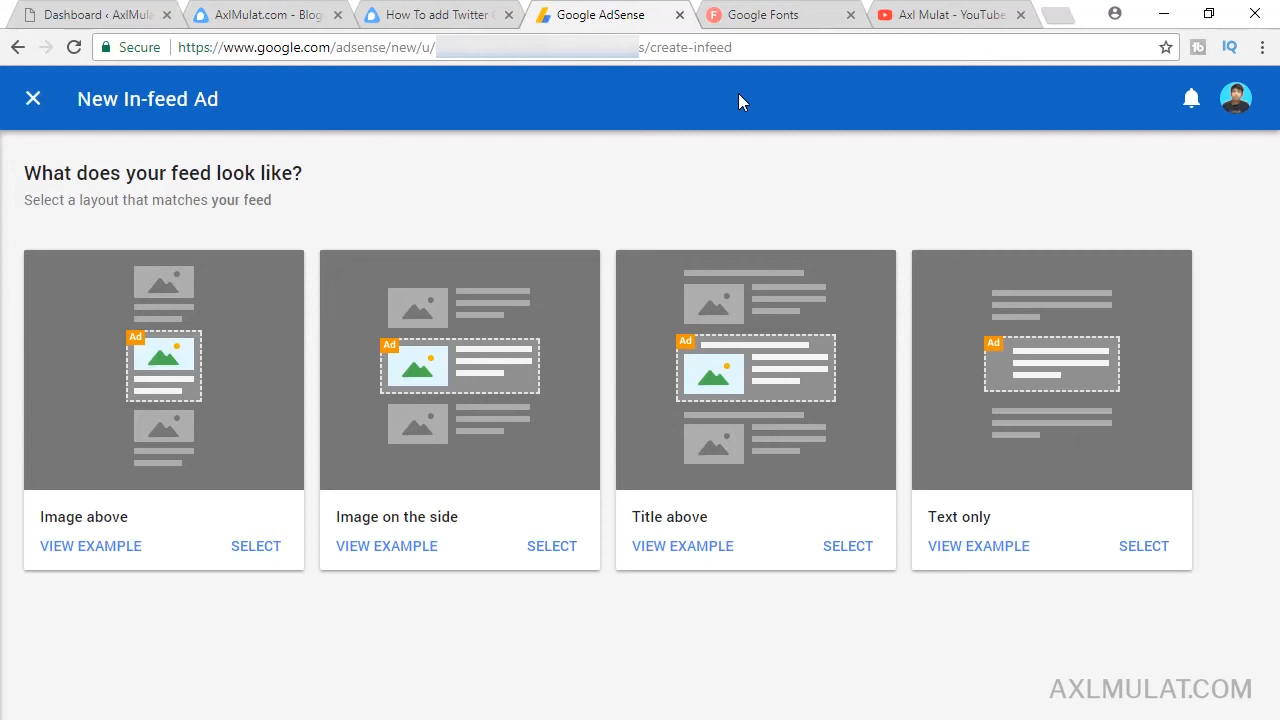 Dashboard ‹ AxlMula
AxlMulat.com - Blog
How To add Twitter C
Google AdSense
Google Fonts
Axl Mulat - YouTube
Secure
https://www.google.com/adsense/new/u/
s/create-infeed
tb
IQ
New In-feed Ad
What does your feed look like?
Select a layout that matches your feed
Ad
Ad
Ad
Ad
Image above
VIEW EXAMPLE SELECT
Image on the side
VIEW EXAMPLE SELECT
Title above
VIEW EXAMPLE SELECT
Text only
VIEW EXAMPLE SELECT
AXLMULAT.COM